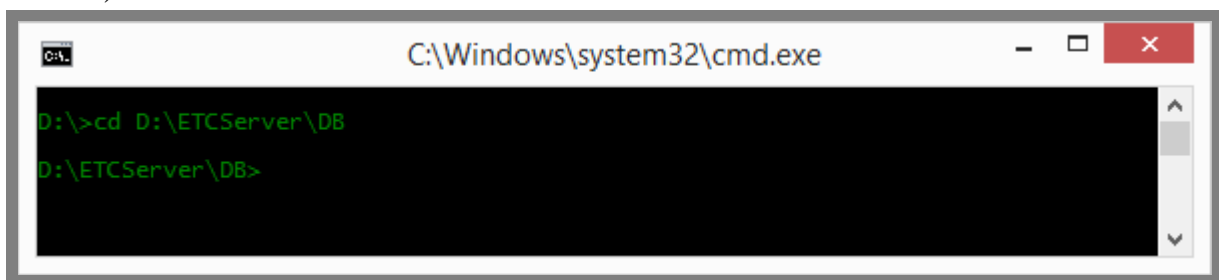 C:\Windows\system32\cmd.exe
D:\>cd D:\ETCServer\DB
D:\ETCServer\DB>